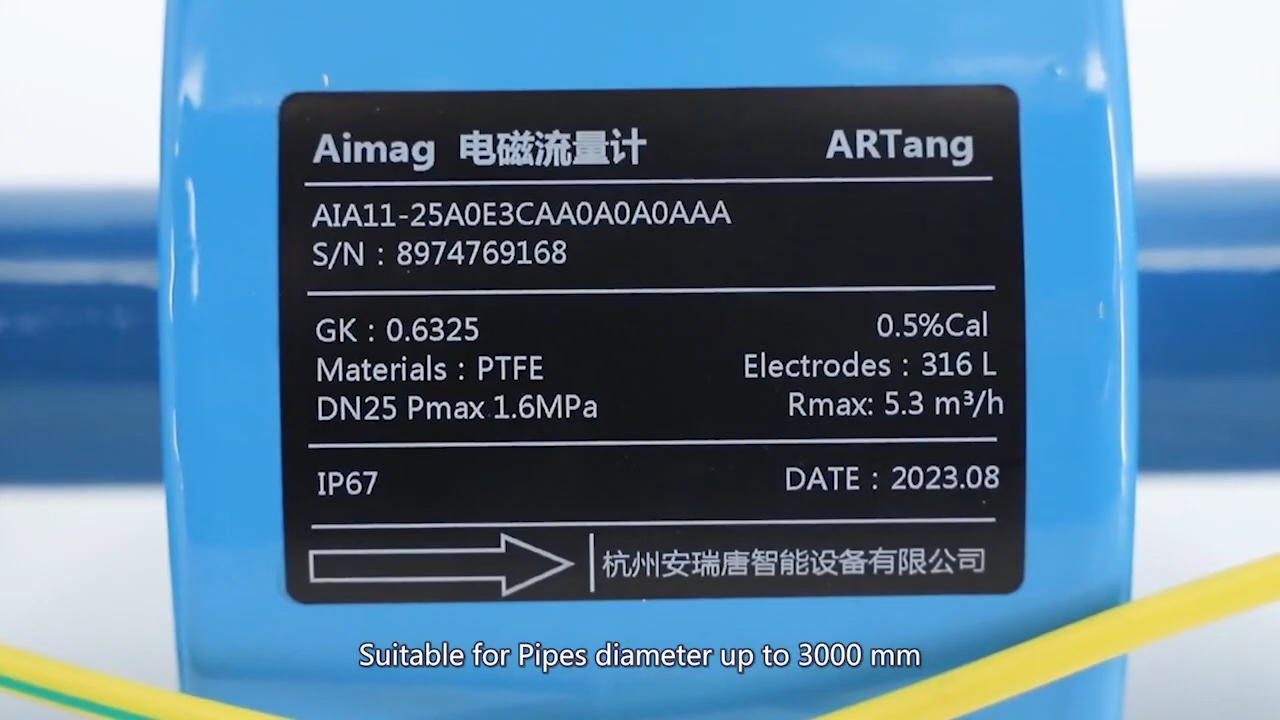 Aimag 电磁流量计 ARTang
AIA11-25A0E3CAA0A0A0AAA
S/N：8974769168
GK：0.6325 0.5%Cal
Materials：PTFE Electrodes：316 L
DN25 Pmax 1.6MPa Rmax: 5.3 m³/h
IP67 DATE：2023.08
杭州安瑞唐智能设备有限公司
Suitable for Pipes diameter up to 3000 mm